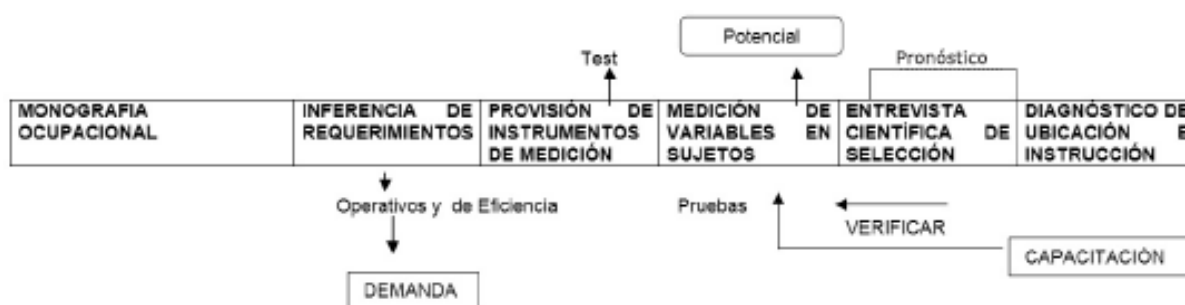 Potencial
Test
Pronóstico
MONOGRAFIA
OCUPACIONAL
INFERENCIA DE
REQUERIMIENTOS
PROVISIÓN DE
INSTRUMENTOS
DE MEDICIÓN
MEDICIÓN DE
VARIABLES EN
SUJETOS
ENTREVISTA
CIENTÍFICA DE
SELECCIÓN
DIAGNÓSTICO DE
UBICACIÓN E
INSTRUCCIÓN
Operativos y de Eficiencia
Pruebas
VERIFICAR
CAPACITACIÓN
DEMANDA